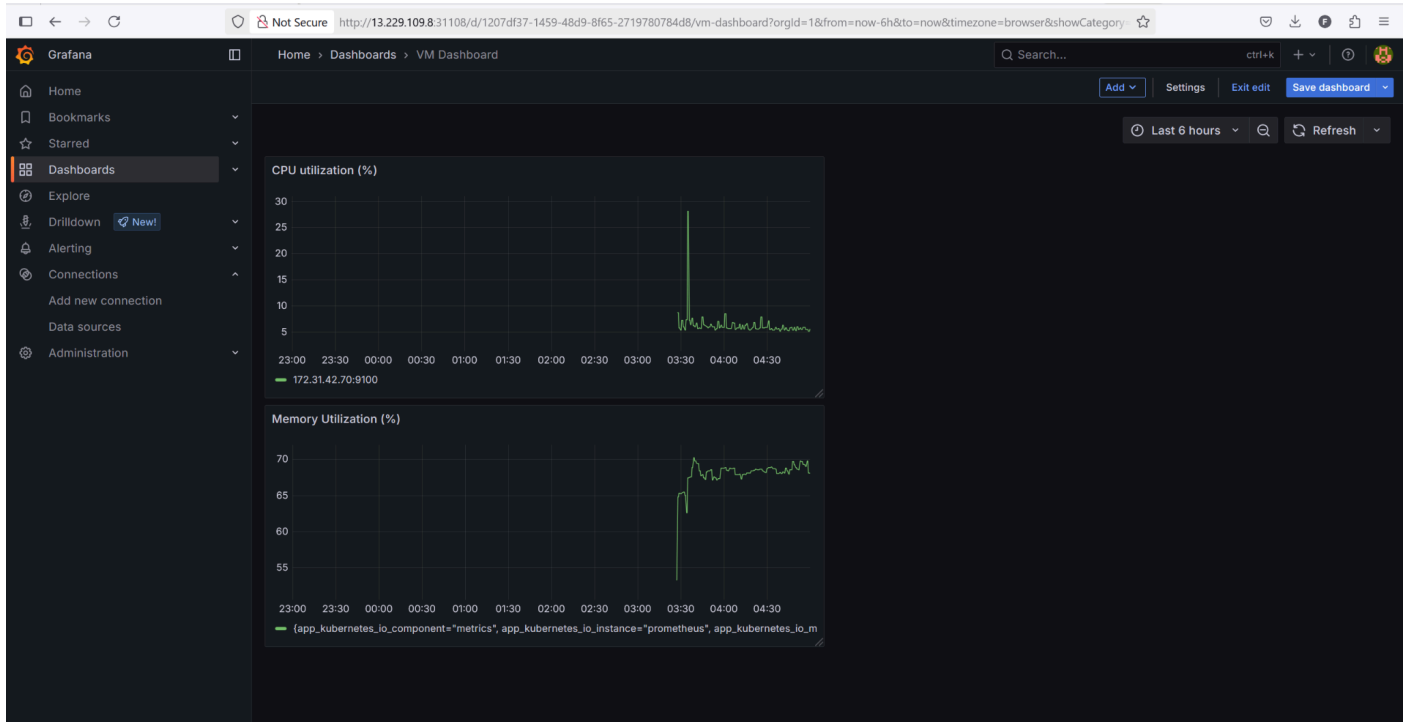 Not Secure http://13.229.109.8:31108/d/1207df37-1459-48d9-8f65-2719780784d8/vm-dashboard?orgId=1&from=now-6h&to=now&timezone=browser&showCategory=
F
Grafana
Home › Dashboards › VM Dashboard
Search...
ctrl+k
Add
Settings
Exit edit
Save dashboard
Last 6 hours
Refresh
Home
Bookmarks
Starred
Dashboards
Explore
Drilldown New!
Alerting
Connections
Add new connection
Data sources
Administration
CPU utilization (%)
30
25
20
15
10
5
23:00 23:30 00:00 00:30 01:00 01:30 02:00 02:30 03:00 03:30 04:00 04:30
172.31.42.70:9100
Memory Utilization (%)
70
65
60
55
23:00 23:30 00:00 00:30 01:00 01:30 02:00 02:30 03:00 03:30 04:00 04:30
{app_kubernetes_io_component="metrics", app_kubernetes_io_instance="prometheus", app_kubernetes_io_m